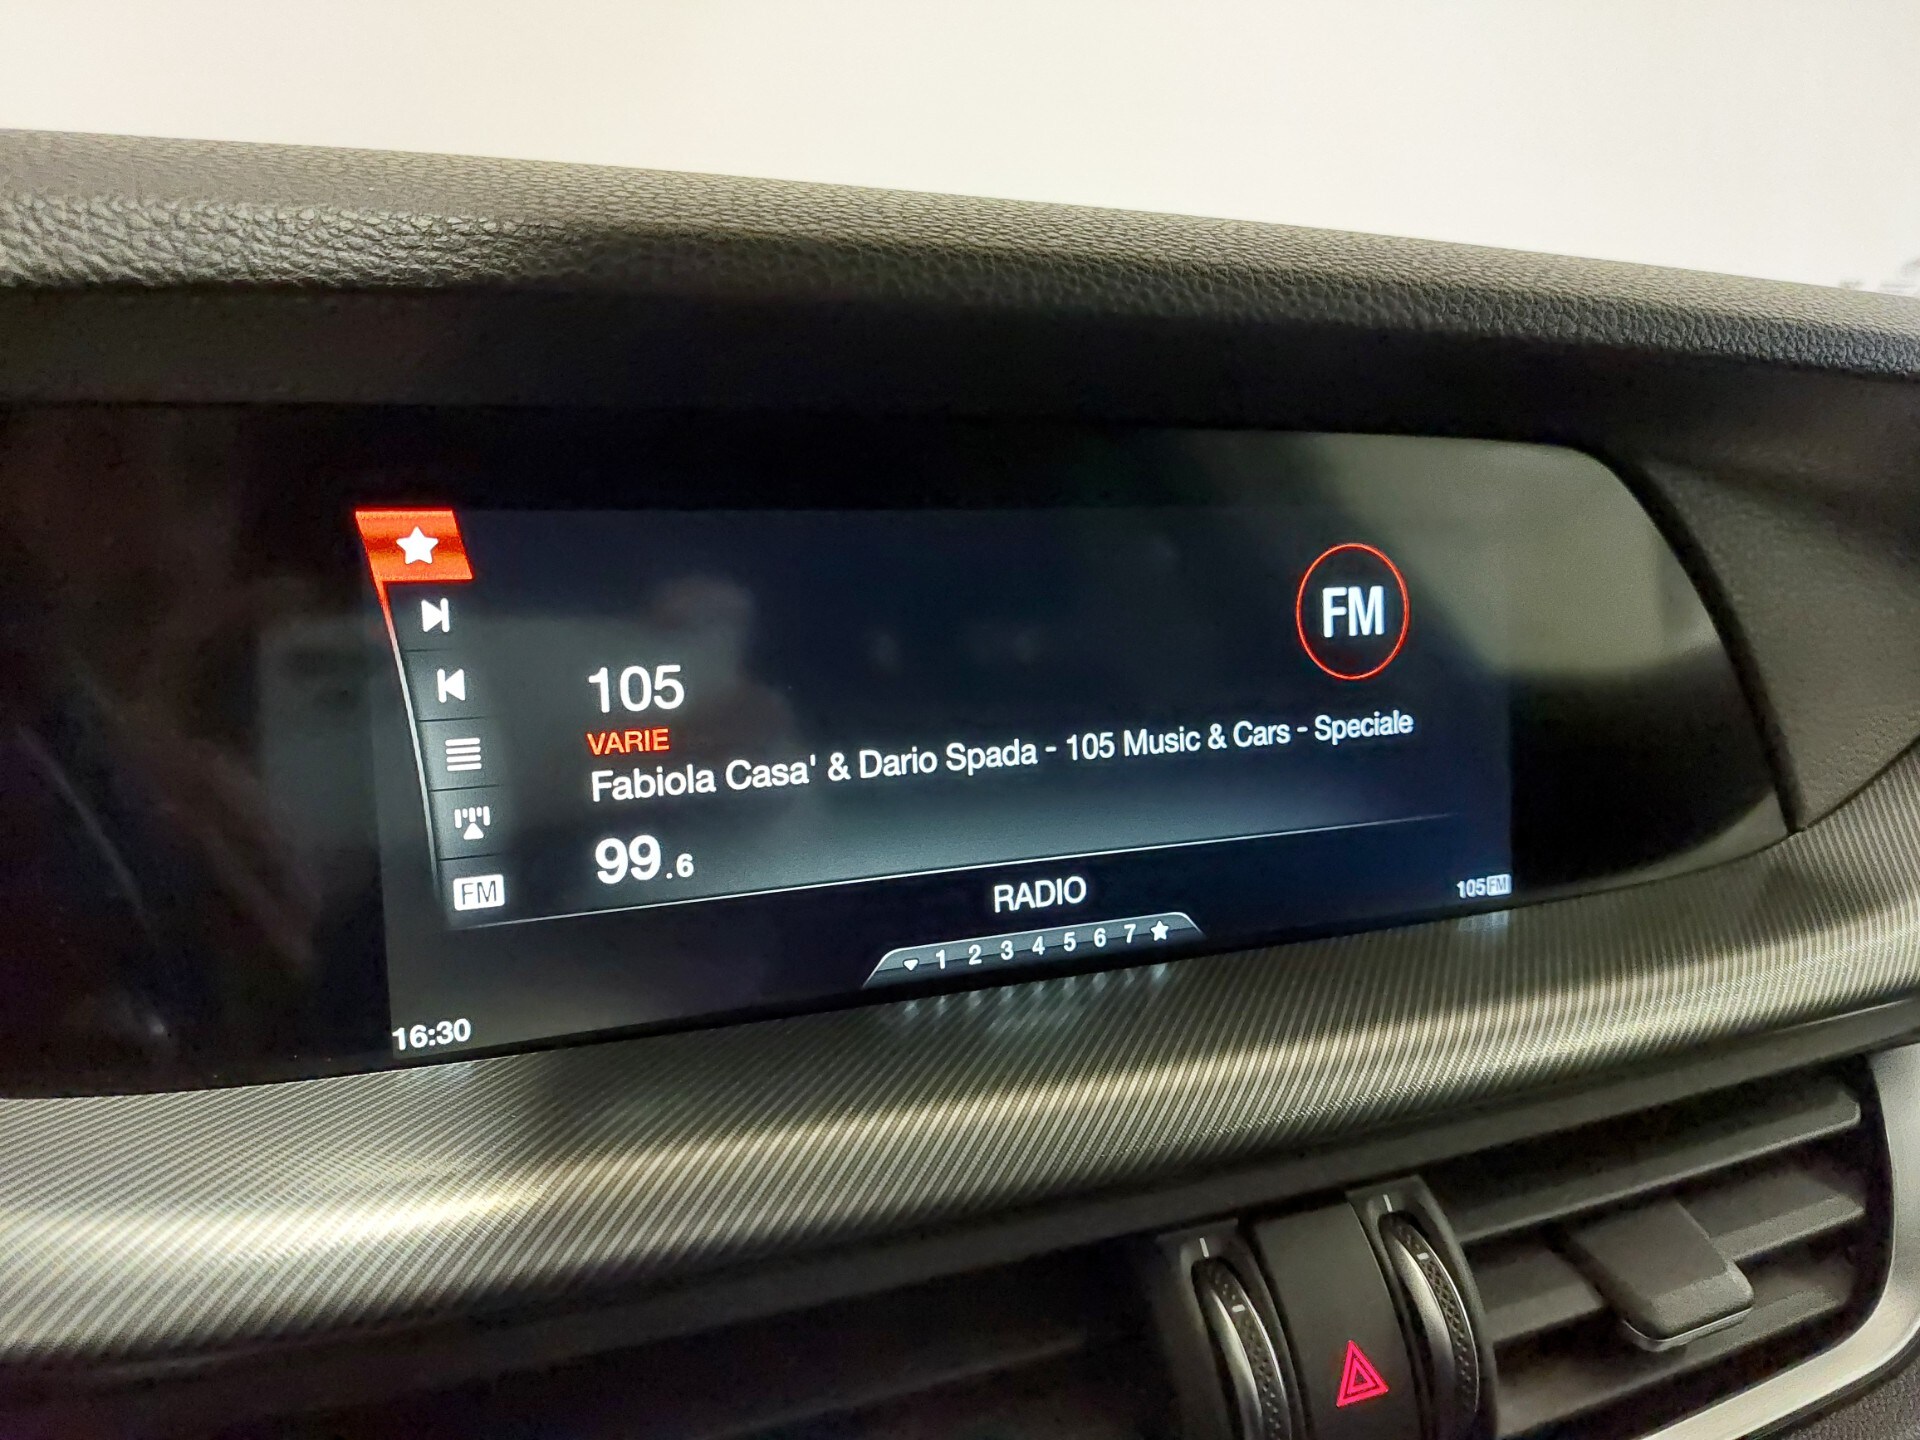 FM
105
VARIE
Fabiola Casa' & Dario Spada - 105 Music & Cars - Speciale
99.6
FM
RADIO
105 FM
1 2 3 4 5 6 7
16:30